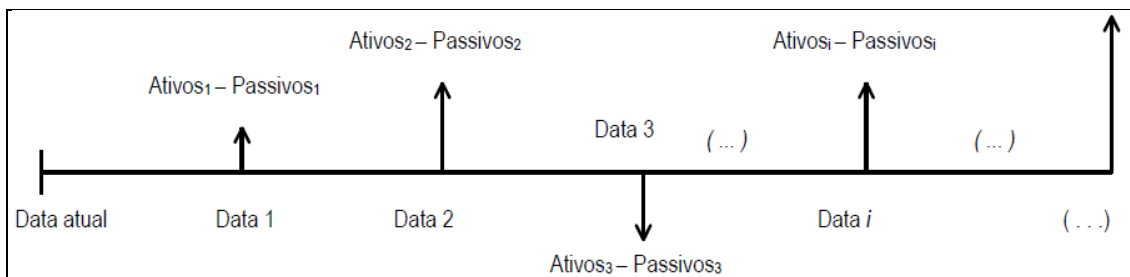 Ativos₂ – Passivos₂
Ativosᵢ – Passivosᵢ
Ativos₁ – Passivos₁
Data 3
( ... )
( ... )
Data atual
Data 1
Data 2
Data i
( . . .)
Ativos₃ – Passivos₃